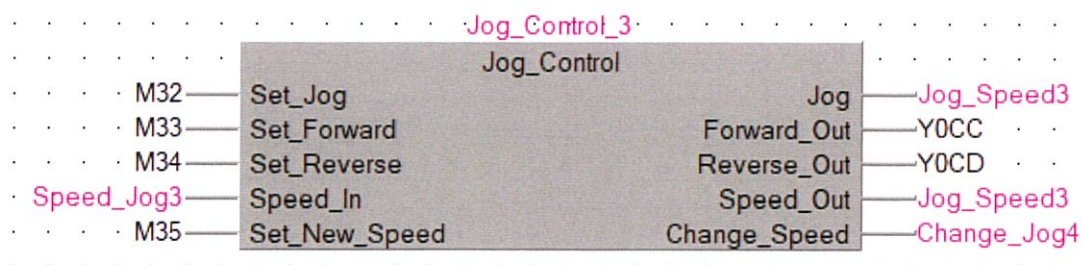 Jog_Control_3
Jog_Control
M32 Set_Jog Jog Jog_Speed3
M33 Set_Forward Forward_Out Y0CC
M34 Set_Reverse Reverse_Out Y0CD
Speed_Jog3 Speed_In Speed_Out Jog_Speed3
M35 Set_New_Speed Change_Speed Change_Jog4